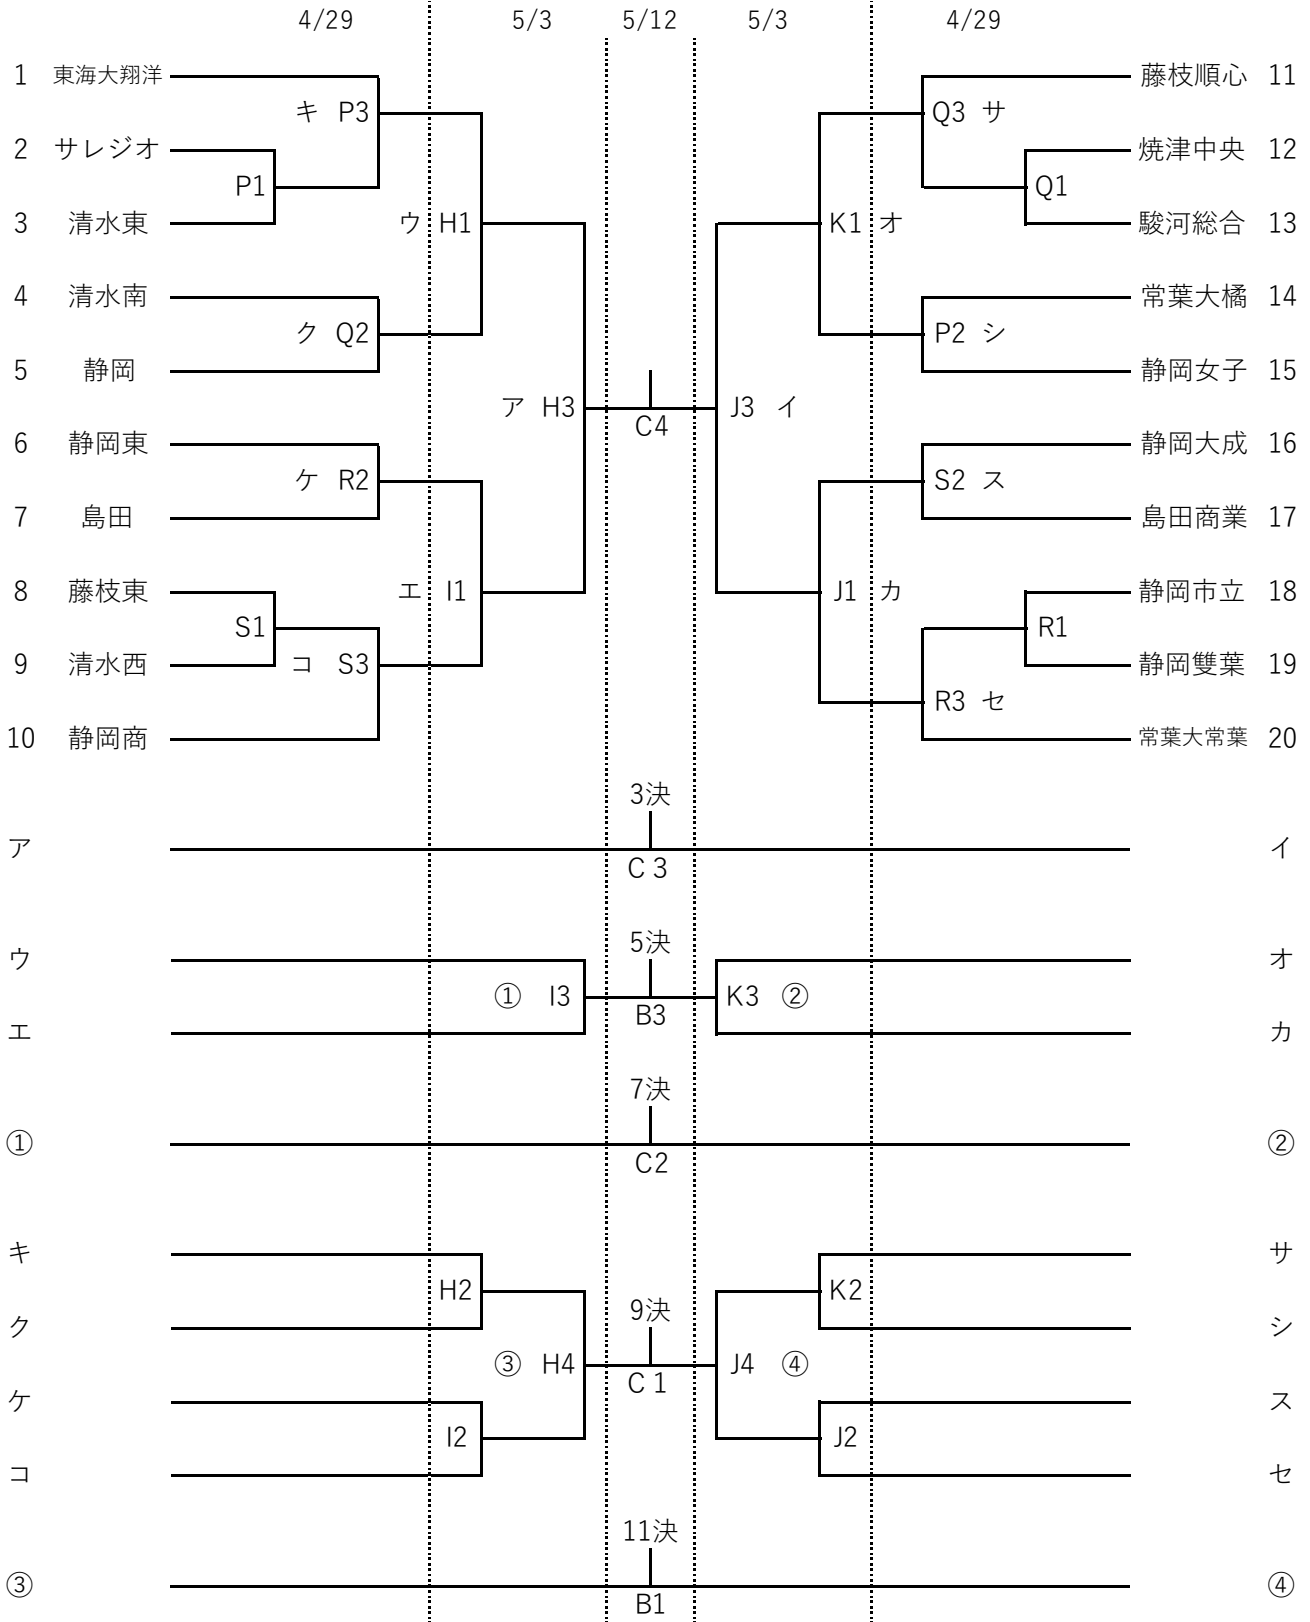 4/29 5/3 5/12 5/3 4/29
1 東海大翔洋 藤枝順心 11
キ P3 Q3 サ
2 サレジオ 焼津中央 12
P1 Q1
3 清水東 ウ H1 K1 オ 駿河総合 13
4 清水南 常葉大橘 14
ク Q2 P2 シ
5 静岡 静岡女子 15
ア H3 J3 イ
C4
6 静岡東 静岡大成 16
ケ R2 S2 ス
7 島田 島田商業 17
8 藤枝東 エ I1 J1 カ 静岡市立 18
S1 R1
9 清水西 コ S3 静岡雙葉 19
R3 セ
10 静岡商 常葉大常葉 20
3決
ア イ
C 3
5決
ウ オ
① I3 K3 ②
B3
エ カ
7決
① ②
C2
キ サ
H2 K2
9決
ク シ
③ H4 J4 ④
C 1
ケ ス
I2 J2
コ セ
11決
③ ④
B1